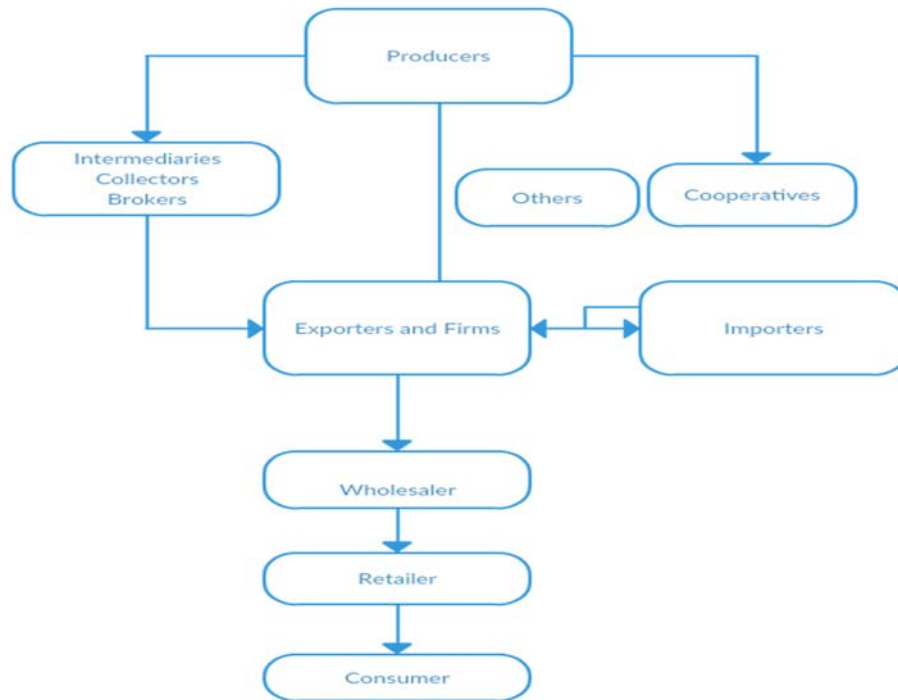 Producers
Intermediaries
Collectors
Brokers
Others
Cooperatives
Exporters and Firms
Importers
Wholesaler
Retailer
Consumer